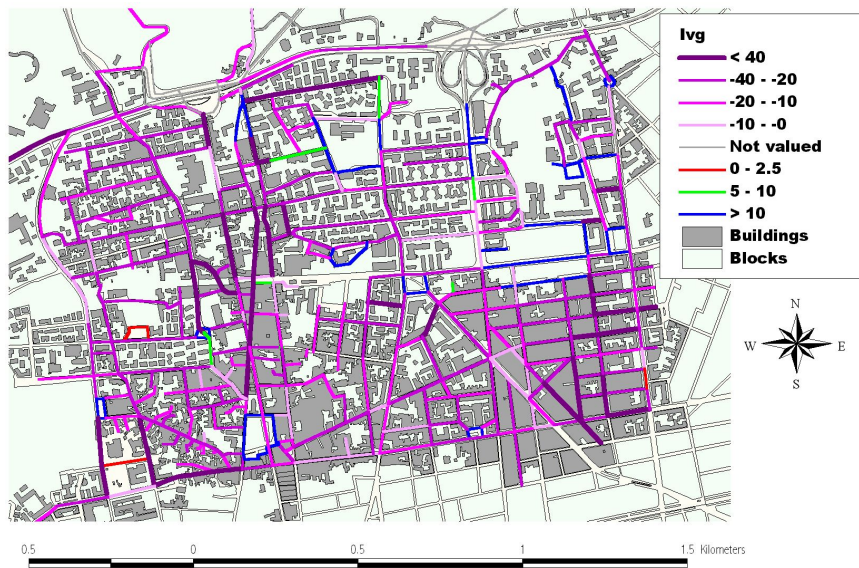 Ivg
< 40
-40 - -20
-20 - -10
-10 - -0
Not valued
0 - 2.5
5 - 10
> 10
Buildings
Blocks
N
W E
S
0.5 0 0.5 1 1.5 Kilometers